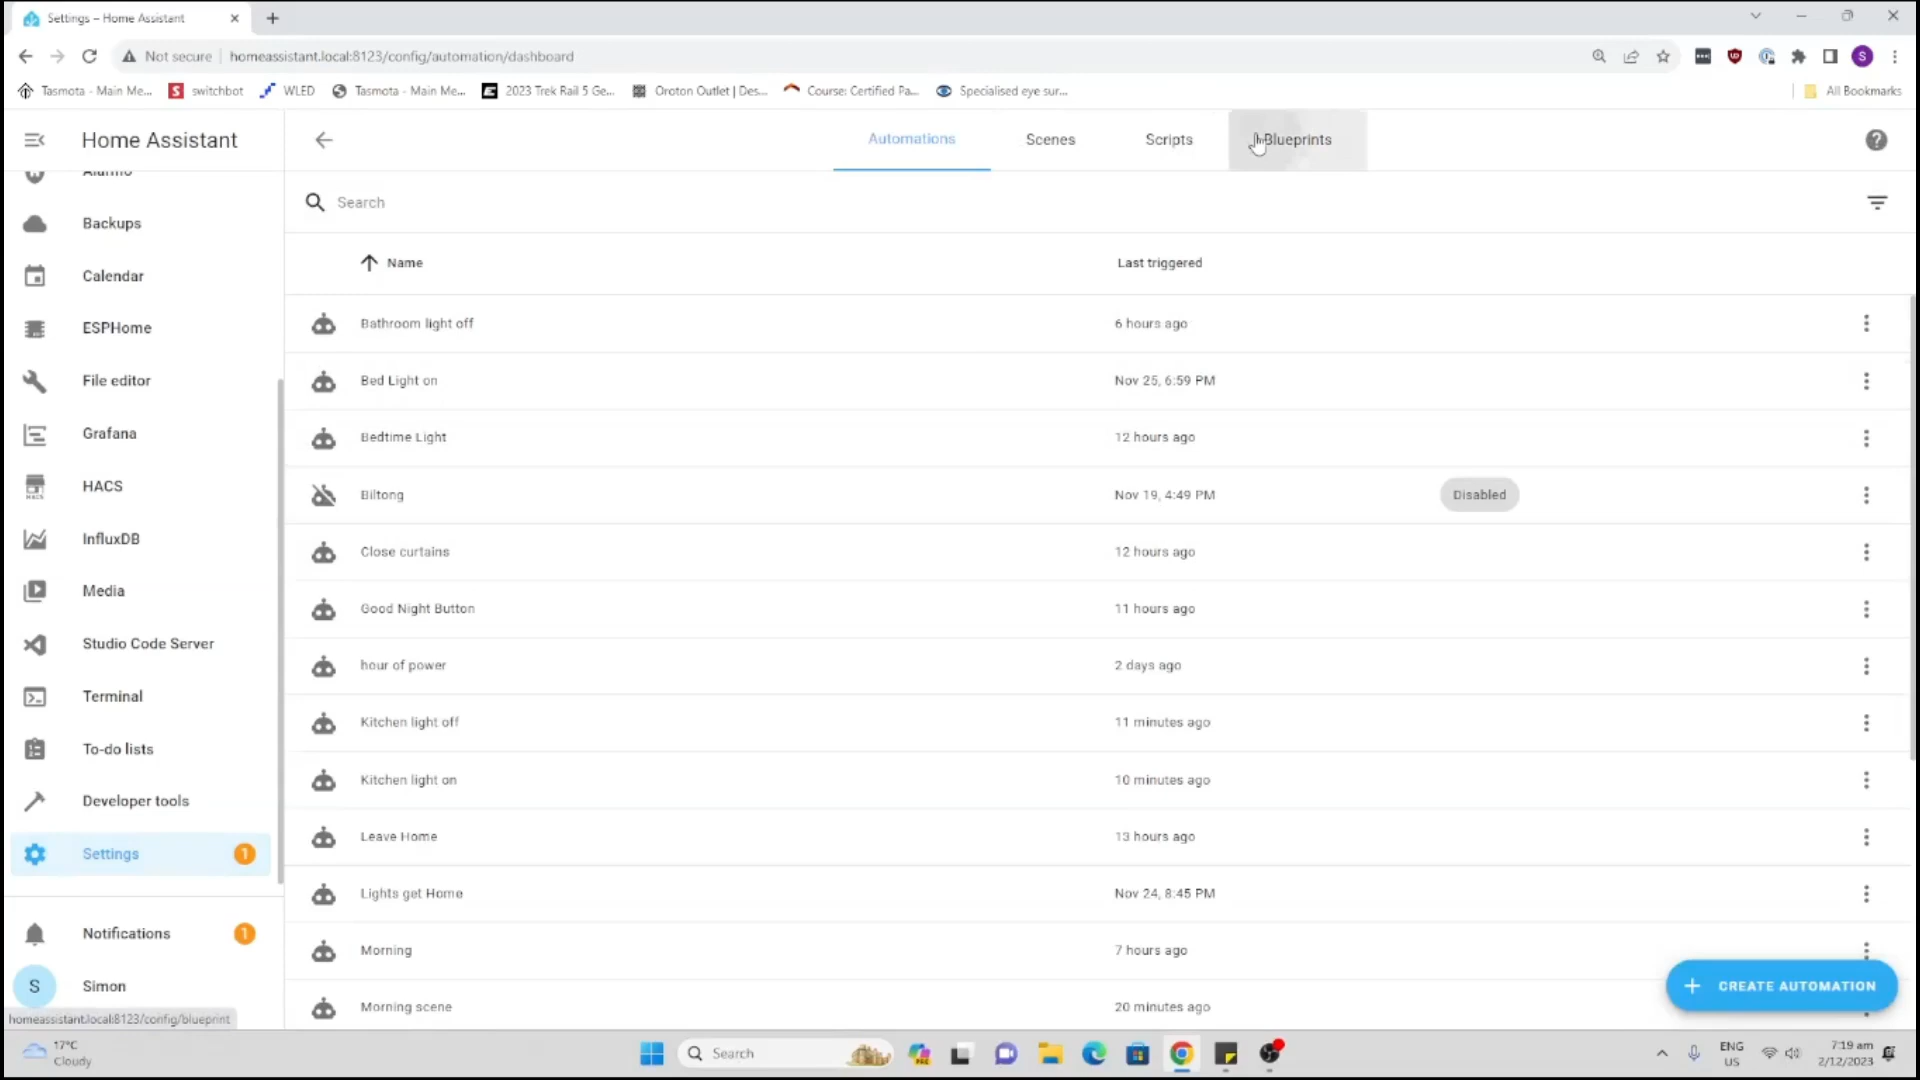 Settings – Home Assistant
Not secure
homeassistant.local:8123/config/automation/dashboard
S
Tasmota - Main Me...
S switchbot
WLED
Tasmota - Main Me...
2023 Trek Rail 5 Ge...
Oroton Outlet | Des...
Course: Certified Pa...
Specialised eye sur...
All Bookmarks
Home Assistant
Automations
Scenes
Scripts
Blueprints
Alarmo
Search
Backups
Name
Last triggered
Calendar
Bathroom light off
6 hours ago
ESPHome
Bed Light on
Nov 25, 6:59 PM
File editor
Bedtime Light
12 hours ago
Grafana
Biltong
Nov 19, 4:49 PM
Disabled
HACS
HACS
Close curtains
12 hours ago
InfluxDB
Media
Good Night Button
11 hours ago
Studio Code Server
hour of power
2 days ago
Terminal
Kitchen light off
11 minutes ago
To-do lists
Kitchen light on
10 minutes ago
Developer tools
Leave Home
13 hours ago
Settings
1
Lights get Home
Nov 24, 8:45 PM
Notifications
1
Morning
7 hours ago
S
Simon
CREATE AUTOMATION
Morning scene
20 minutes ago
homeassistant.local:8123/config/blueprint
17°C
Cloudy
Search
ENG
US
7:19 am
2/12/2023